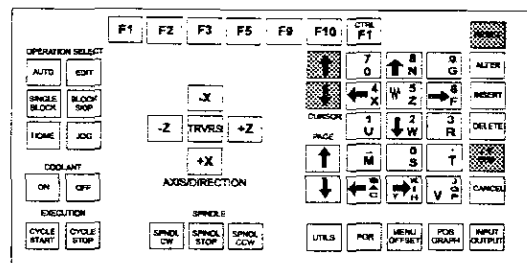 F1 F2 F3 F5 F9 F10 CTRL F1
OPERATION SELECT
AUTO EDIT
SINGLE BLOCK BLOCK SKIP
HOME JOG
COOLANT
ON OFF
EXECUTION
CYCLE START CYCLE STOP
-X
-Z TRVRS +Z
+X
AXIS/DIRECTION
SPINDLE
SPNDL CW SPNDL STOP SPNDL CCW
7 O 8 N 9 G ALTER
4 X 5 Z 6 F INSERT
CURSOR
1 U 2 W 3 R DELETE
PAGE
- M 0 S . T
CANCEL
UTILS POR MENU OFFSET POS GRAPH INPUT OUTPUT